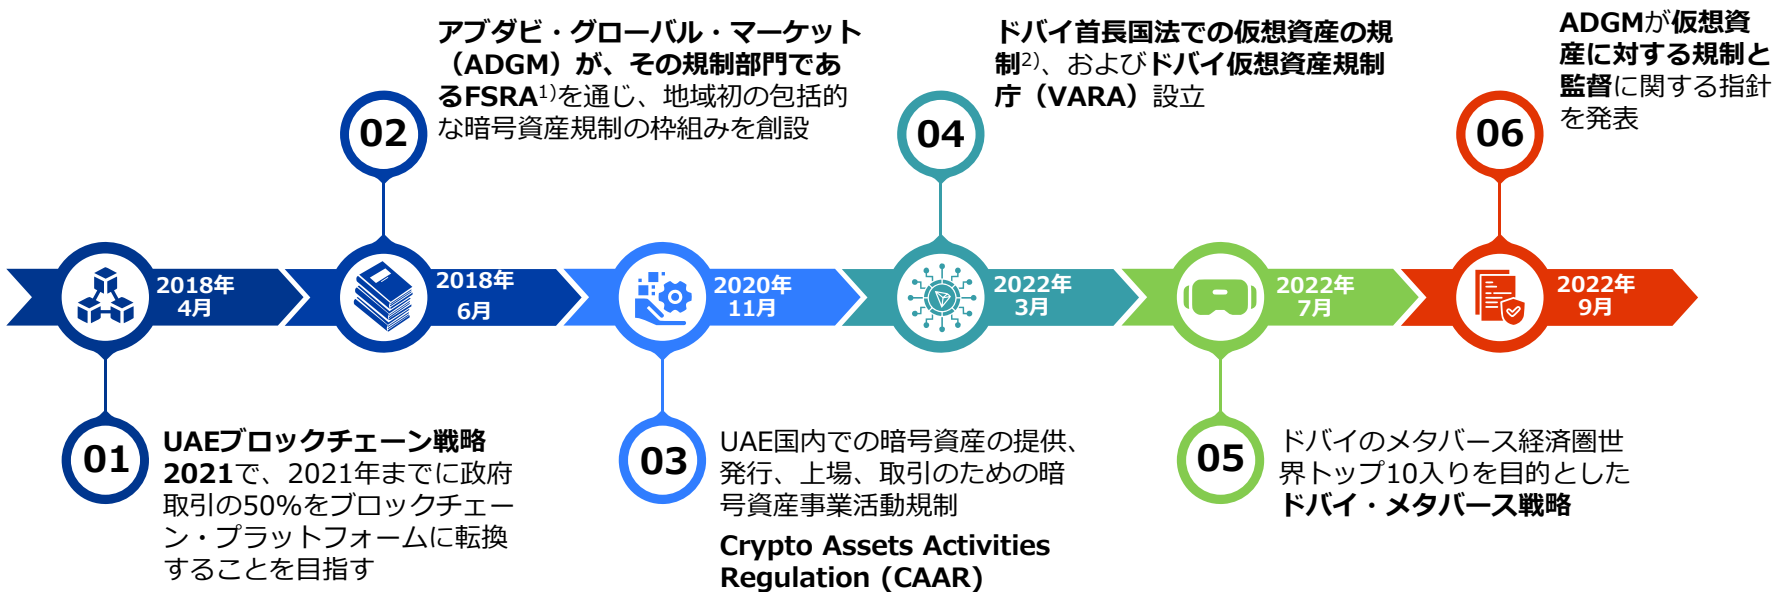 アブダビ・グローバル・マーケット
（ADGM）が、その規制部門であ
るFSRA1)を通じ、地域初の包括的
な暗号資産規制の枠組みを創設
02
ドバイ首長国法での仮想資産の規
制2)、およびドバイ仮想資産規制
庁（VARA）設立
04
ADGMが仮想資
産に対する規制と
監督に関する指針
を発表
06
2018年
4月
2018年
6月
2020年
11月
2022年
3月
2022年
7月
2022年
9月
01
UAEブロックチェーン戦略
2021で、2021年までに政府
取引の50%をブロックチェー
ン・プラットフォームに転換
することを目指す
03
UAE国内での暗号資産の提供、
発行、上場、取引のための暗
号資産事業活動規制
Crypto Assets Activities
Regulation (CAAR)
05
ドバイのメタバース経済圏世
界トップ10入りを目的とした
ドバイ・メタバース戦略